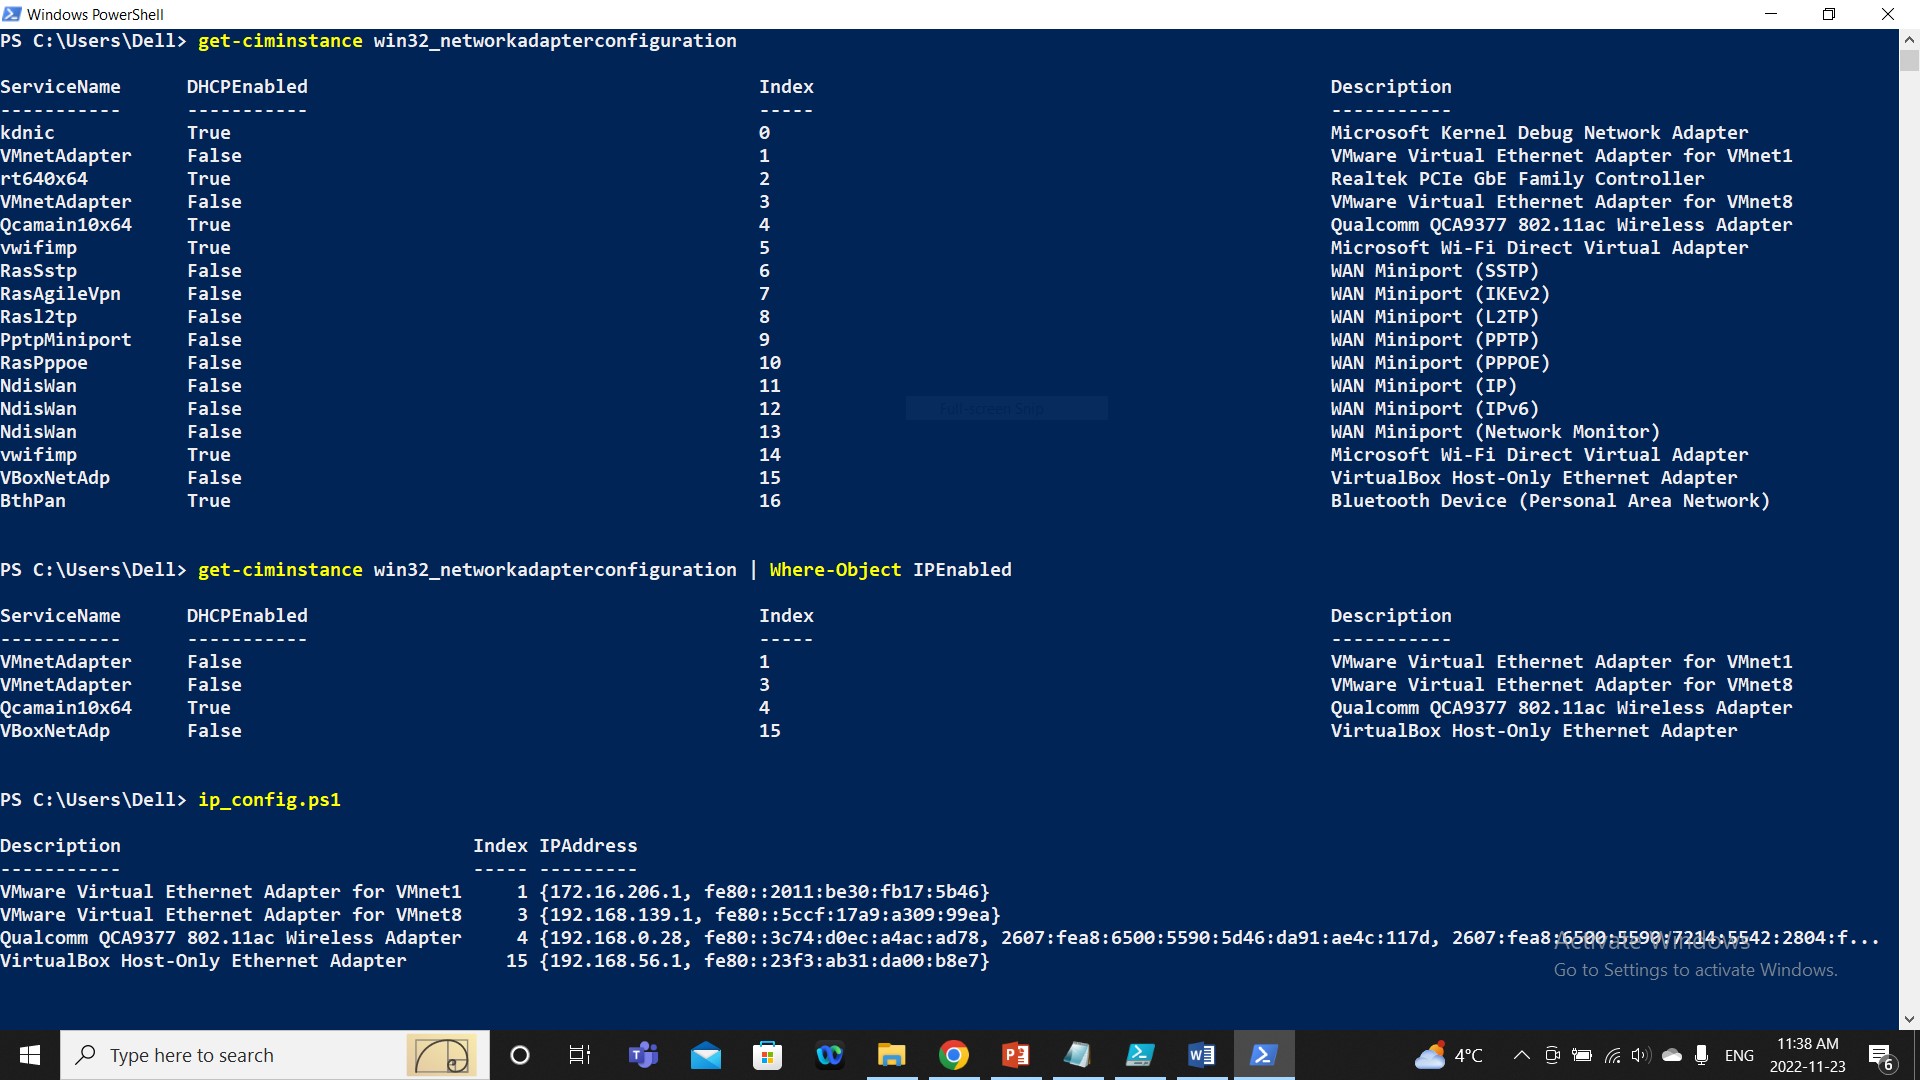 Windows PowerShell
PS C:\Users\Dell> get-ciminstance win32_networkadapterconfiguration
ServiceName DHCPEnabled Index Description
----------- ----------- ----- -----------
kdnic True 0 Microsoft Kernel Debug Network Adapter
VMnetAdapter False 1 VMware Virtual Ethernet Adapter for VMnet1
rt640x64 True 2 Realtek PCIe GbE Family Controller
VMnetAdapter False 3 VMware Virtual Ethernet Adapter for VMnet8
Qcamain10x64 True 4 Qualcomm QCA9377 802.11ac Wireless Adapter
vwifimp True 5 Microsoft Wi-Fi Direct Virtual Adapter
RasSstp False 6 WAN Miniport (SSTP)
RasAgileVpn False 7 WAN Miniport (IKEv2)
Rasl2tp False 8 WAN Miniport (L2TP)
PptpMiniport False 9 WAN Miniport (PPTP)
RasPppoe False 10 WAN Miniport (PPPOE)
NdisWan False 11 WAN Miniport (IP)
NdisWan False 12 WAN Miniport (IPv6)
Full-screen Snip
NdisWan False 13 WAN Miniport (Network Monitor)
vwifimp True 14 Microsoft Wi-Fi Direct Virtual Adapter
VBoxNetAdp False 15 VirtualBox Host-Only Ethernet Adapter
BthPan True 16 Bluetooth Device (Personal Area Network)
PS C:\Users\Dell> get-ciminstance win32_networkadapterconfiguration | Where-Object IPEnabled
ServiceName DHCPEnabled Index Description
----------- ----------- ----- -----------
VMnetAdapter False 1 VMware Virtual Ethernet Adapter for VMnet1
VMnetAdapter False 3 VMware Virtual Ethernet Adapter for VMnet8
Qcamain10x64 True 4 Qualcomm QCA9377 802.11ac Wireless Adapter
VBoxNetAdp False 15 VirtualBox Host-Only Ethernet Adapter
PS C:\Users\Dell> ip_config.ps1
Description Index IPAddress
----------- ----- ---------
VMware Virtual Ethernet Adapter for VMnet1 1 {172.16.206.1, fe80::2011:be30:fb17:5b46}
VMware Virtual Ethernet Adapter for VMnet8 3 {192.168.139.1, fe80::5ccf:17a9:a309:99ea}
Qualcomm QCA9377 802.11ac Wireless Adapter 4 {192.168.0.28, fe80::3c74:d0ec:a4ac:ad78, 2607:fea8:6500:5590:5d46:da91:ae4c:117d, 2607:fea8:6500:5590:7214:5542:2804:f...
Activate Windows
VirtualBox Host-Only Ethernet Adapter 15 {192.168.56.1, fe80::23f3:ab31:da00:b8e7}
Go to Settings to activate Windows.
Type here to search
4°C
ENG
11:38 AM
2022-11-23
6